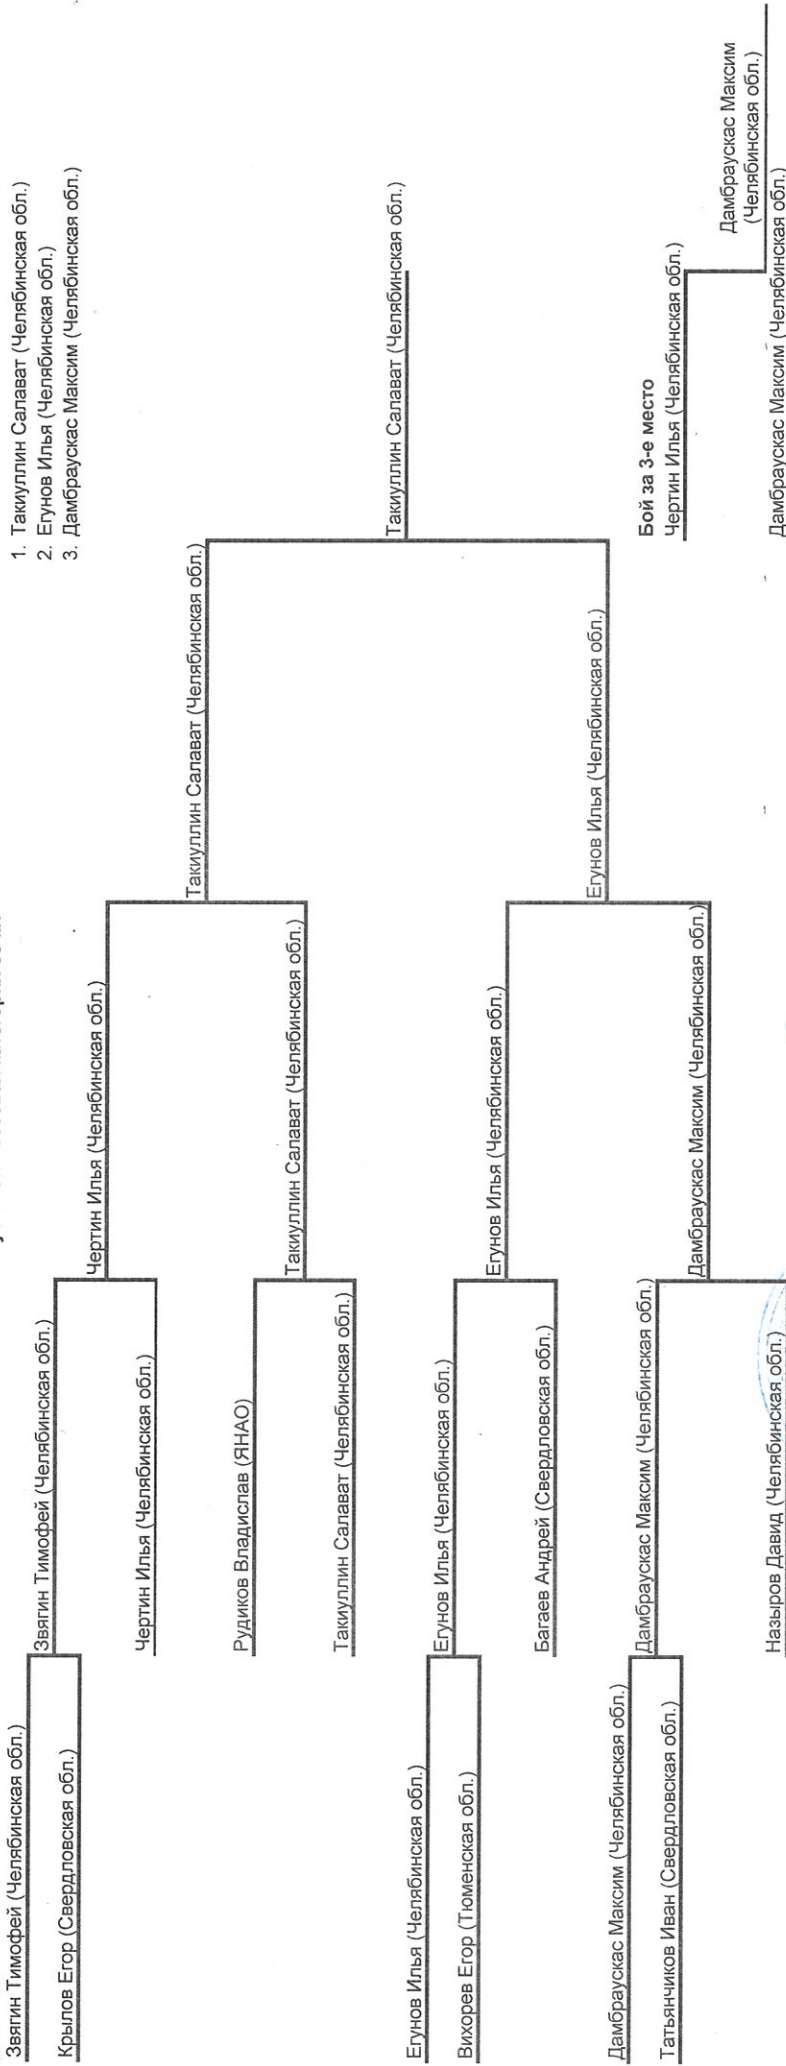 1. Такиуллин Салават (Челябинская обл.)
2. Егунов Илья (Челябинская обл.)
3. Дамбраускас Максим (Челябинская обл.)
Звягин Тимофей (Челябинская обл.)
Крылов Егор (Свердловская обл.)
Егунов Илья (Челябинская обл.)
Вихорев Егор (Тюменская обл.)
Дамбраускас Максим (Челябинская обл.)
Татьянчиков Иван (Свердловская обл.)
Звягин Тимофей (Челябинская обл.)
Чертин Илья (Челябинская обл.)
Рудиков Владислав (ЯНАО)
Такиуллин Салават (Челябинская обл.)
Егунов Илья (Челябинская обл.)
Багаев Андрей (Свердловская обл.)
Дамбраускас Максим (Челябинская обл.)
Назыров Давид (Челябинская обл.)
Чертин Илья (Челябинская обл.)
Такиуллин Салават (Челябинская обл.)
Егунов Илья (Челябинская обл.)
Дамбраускас Максим (Челябинская обл.)
Такиуллин Салават (Челябинская обл.)
Егунов Илья (Челябинская обл.)
Такиуллин Салават (Челябинская обл.)
Бой за 3-е место
Чертин Илья (Челябинская обл.)
Дамбраускас Максим (Челябинская обл.)
Дамбраускас Максим
(Челябинская обл.)